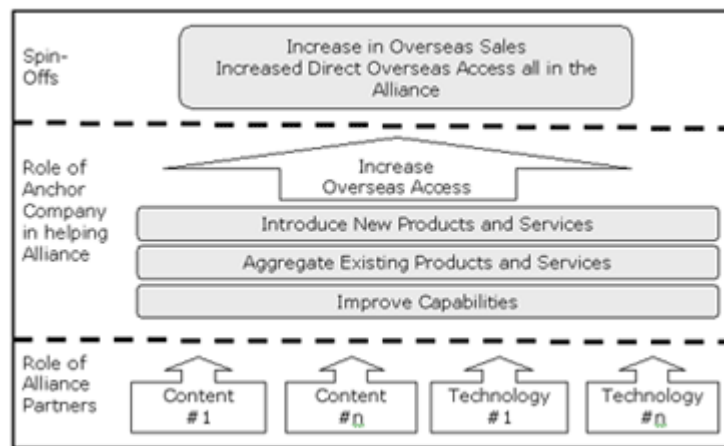 Spin-
Offs
Increase in Overseas Sales
Increased Direct Overseas Access all in the
Alliance
Role of
Anchor
Company
in helping
Alliance
Increase
Overseas Access
Introduce New Products and Services
Aggregate Existing Products and Services
Improve Capabilities
Role of
Alliance
Partners
Content
#1
Content
#n
Technology
#1
Technology
#n